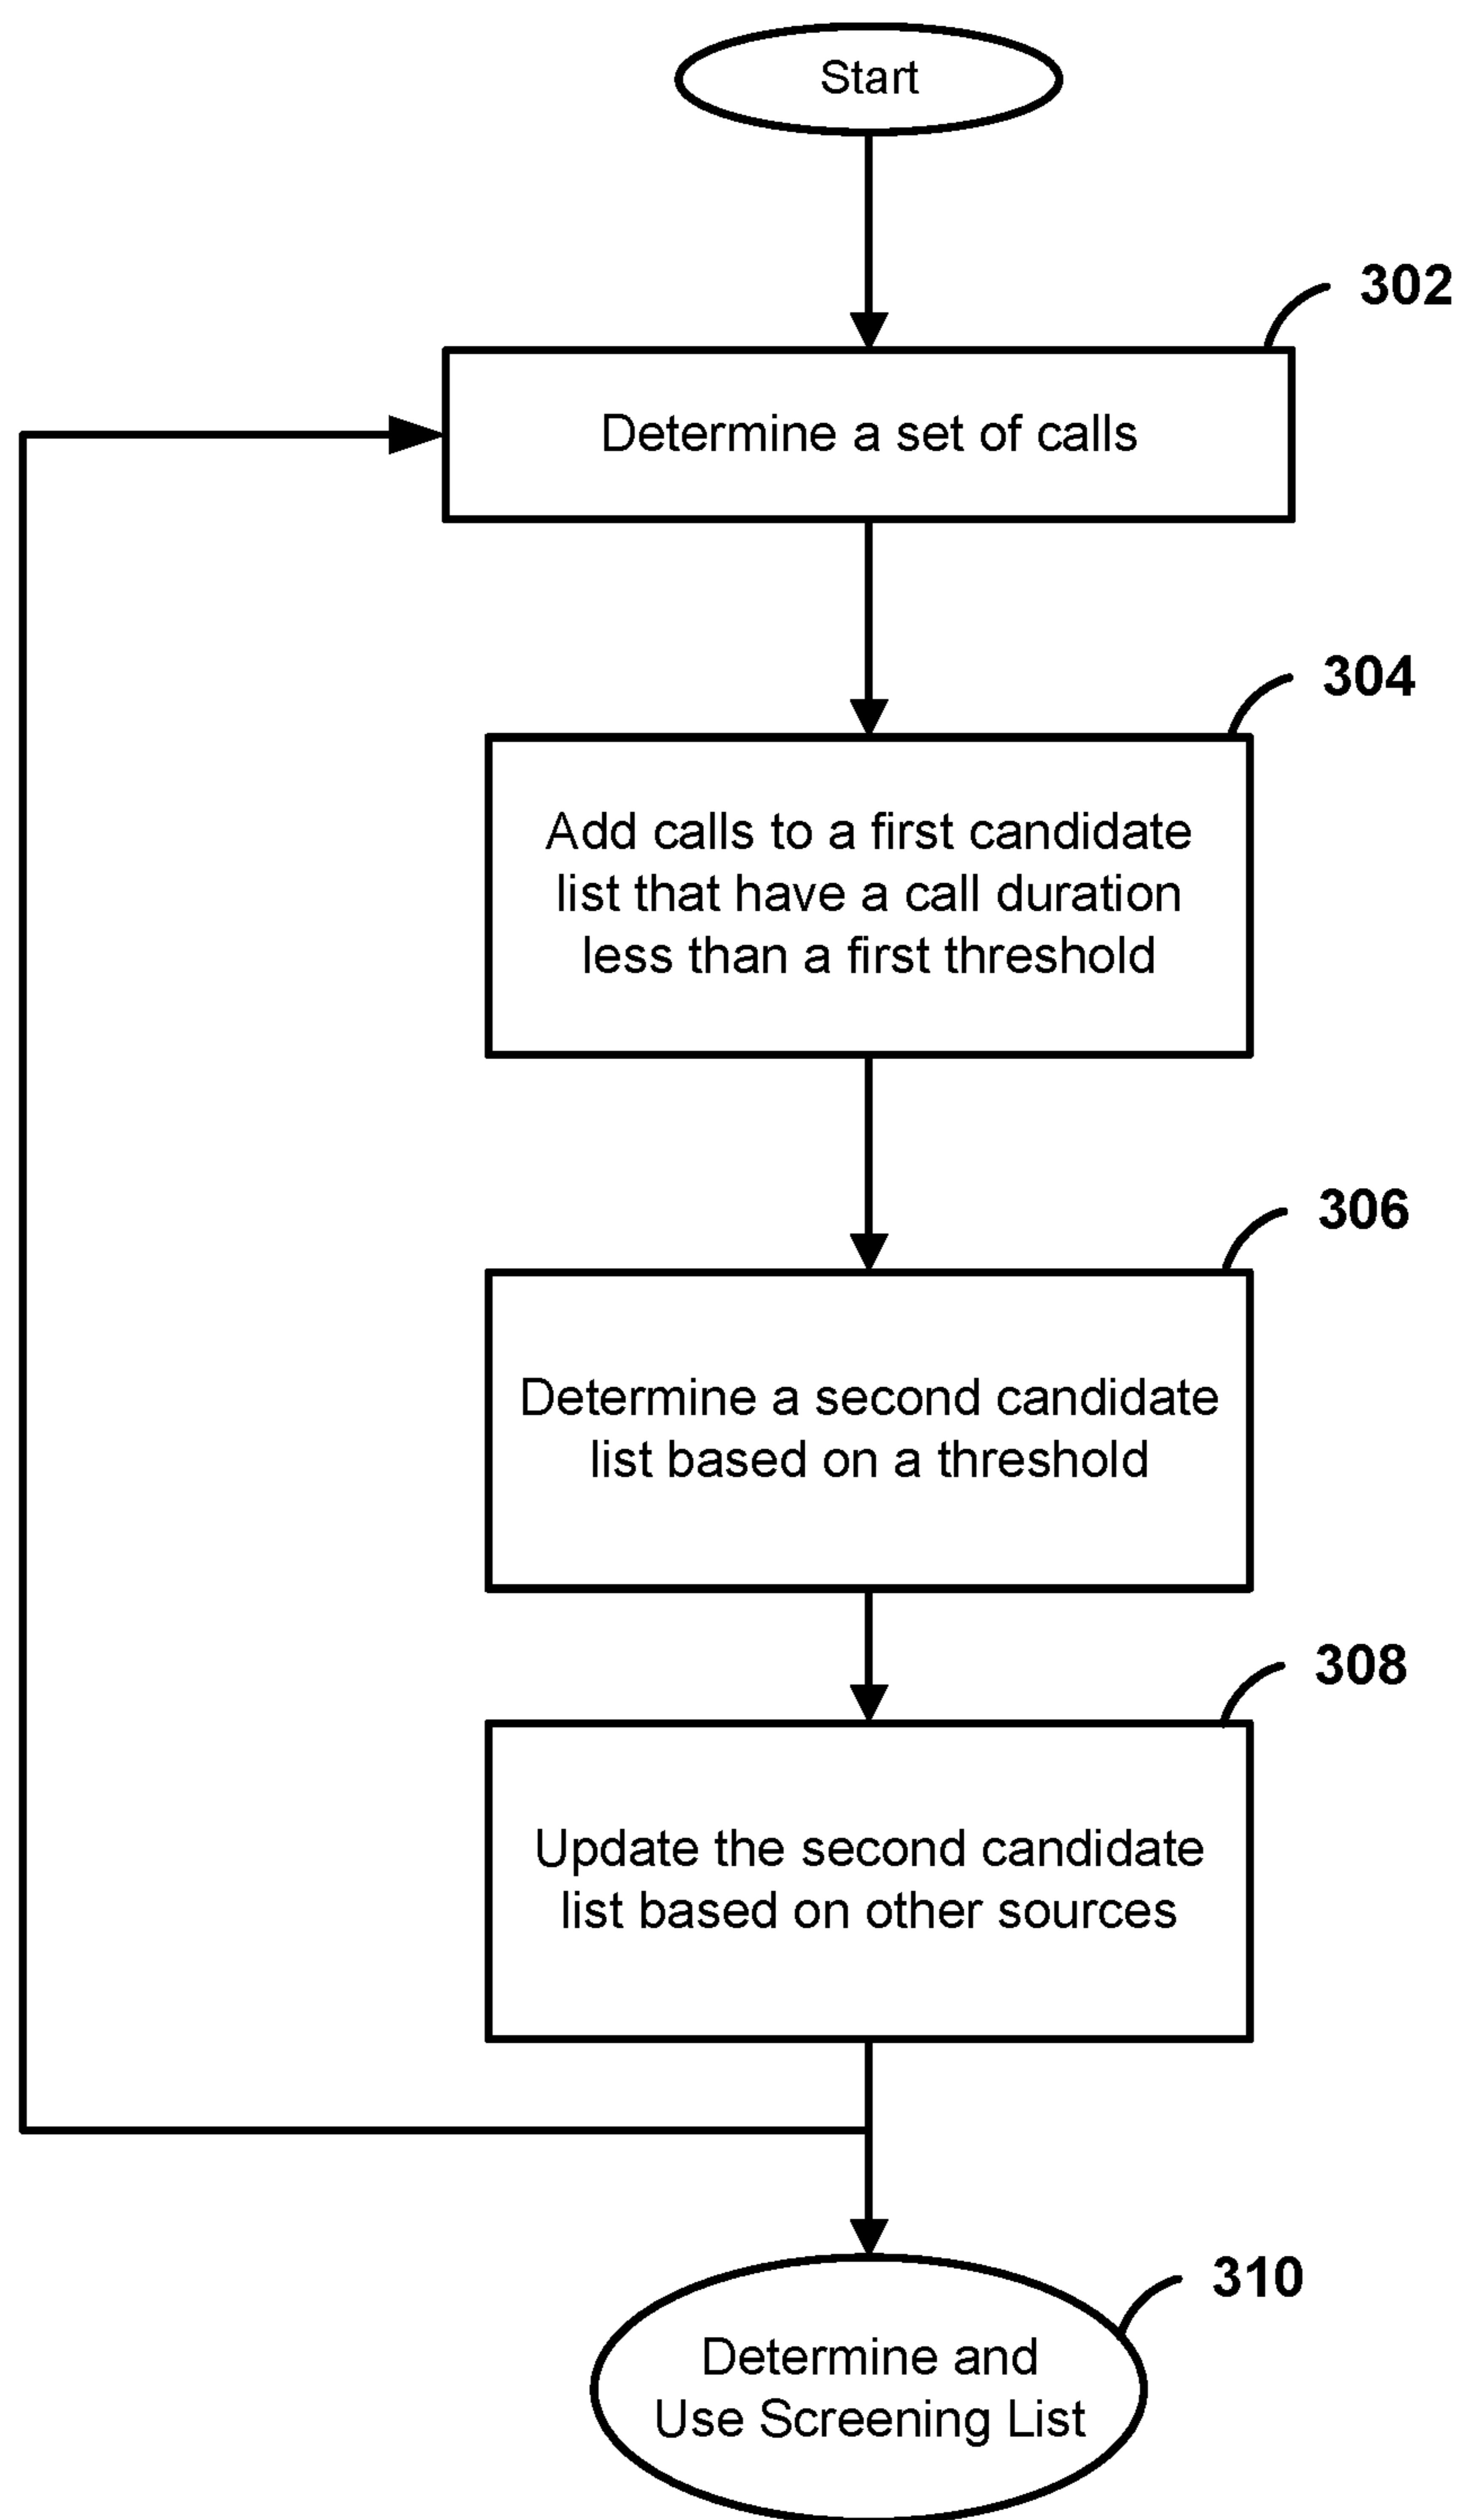 Start
302
Determine a set of calls
304
Add calls to a first candidate
list that have a call duration
less than a first threshold
306
Determine a second candidate
list based on a threshold
308
Update the second candidate
list based on other sources
310
Determine and
Use Screening List